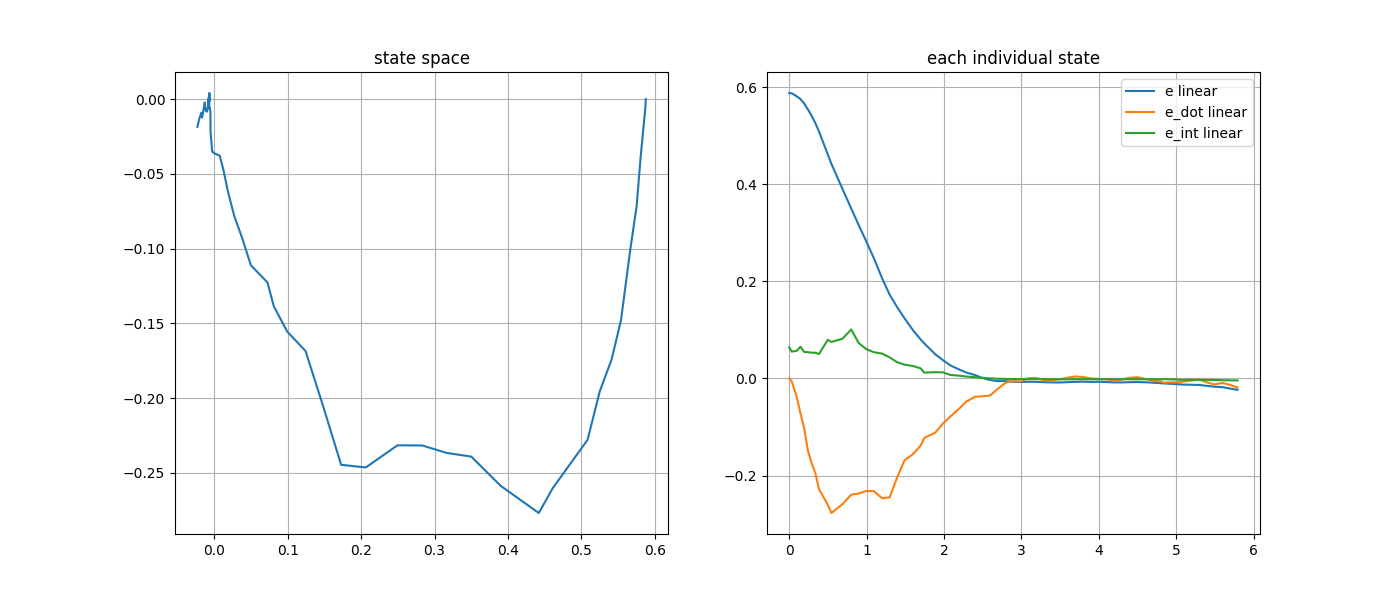 state space
0.00
−0.05
−0.10
−0.15
−0.20
−0.25
0.0 0.1 0.2 0.3 0.4 0.5 0.6
each individual state
e linear
e_dot linear
e_int linear
0.6
0.4
0.2
0.0
−0.2
0 1 2 3 4 5 6